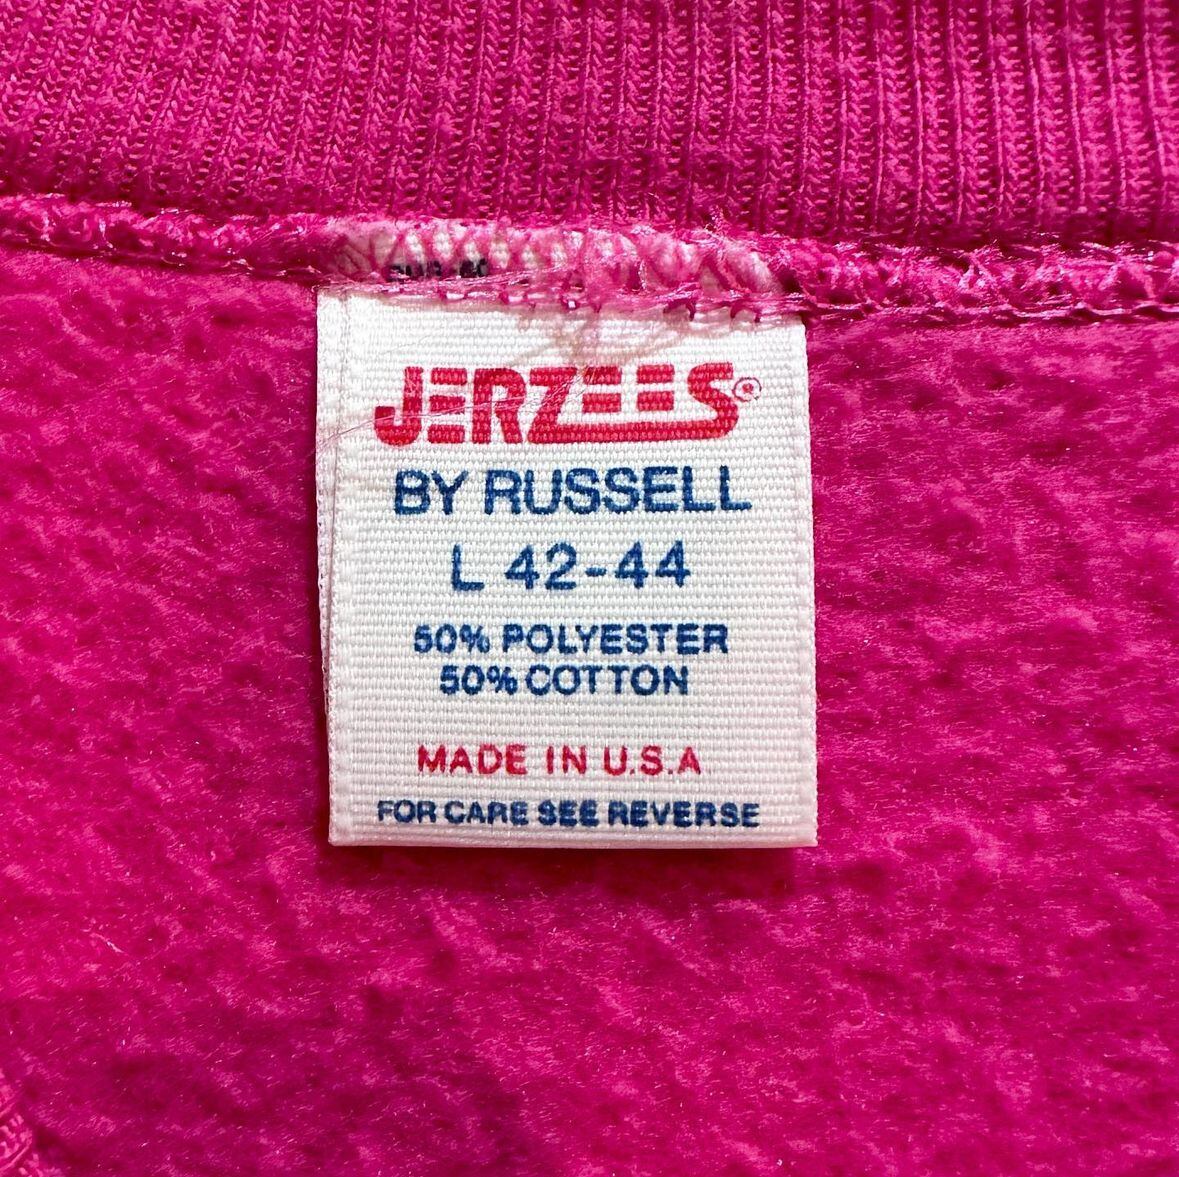 JERZEES®
BY RUSSELL
L 42-44
50% POLYESTER
50% COTTON
MADE IN U.S.A
FOR CARE SEE REVERSE